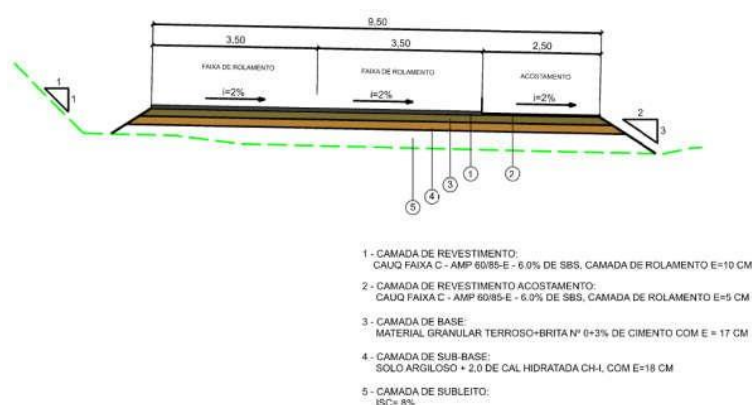 9,50
3,50
3,50
2,50
FAIXA DE ROLAMENTO
FAIXA DE ROLAMENTO
ACOSTAMENTO
i=2%
i=2%
i=2%
1
1
2
3
1
2
3
4
5
1 - CAMADA DE REVESTIMENTO:
CAUQ FAIXA C - AMP 60/85-E - 6.0% DE SBS, CAMADA DE ROLAMENTO E=10 CM
2 - CAMADA DE REVESTIMENTO ACOSTAMENTO:
CAUQ FAIXA C - AMP 60/85-E - 6.0% DE SBS, CAMADA DE ROLAMENTO E=5 CM
3 - CAMADA DE BASE:
MATERIAL GRANULAR TERROSO+BRITA Nº 0+3% DE CIMENTO COM E = 17 CM
4 - CAMADA DE SUB-BASE:
SOLO ARGILOSO + 2,0 DE CAL HIDRATADA CH-I, COM E=18 CM
5 - CAMADA DE SUBLEITO:
ISC= 8%